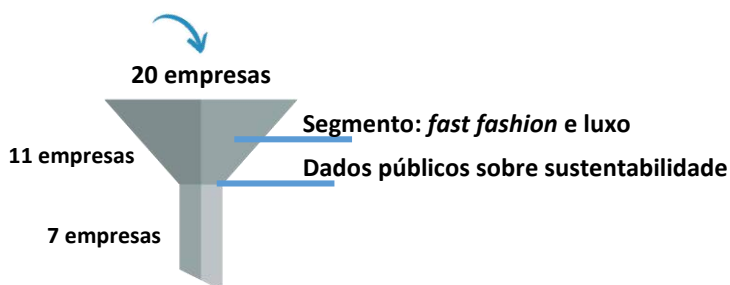 20 empresas
Segmento: fast fashion e luxo
11 empresas
Dados públicos sobre sustentabilidade
7 empresas